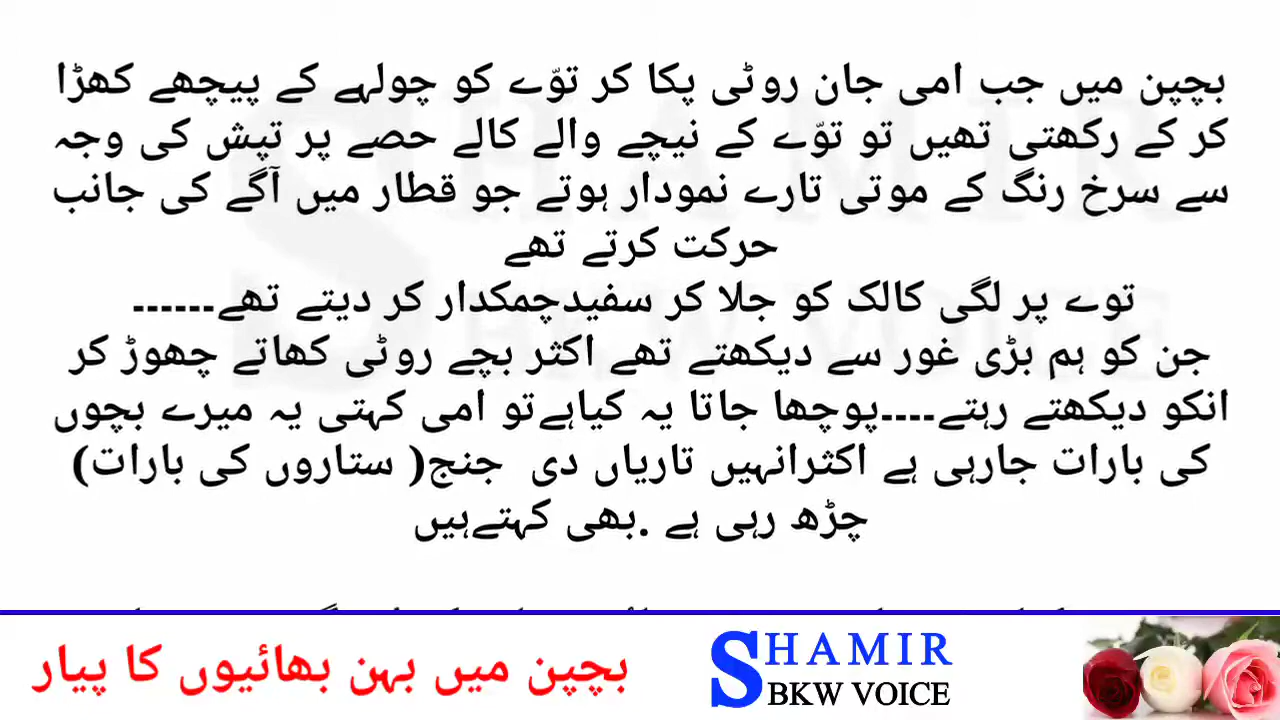 بچپن میں جب امی جان روٹی پکا کر توّے کو چولہے کے پیچھے کھڑا
کر کے رکھتی تھیں تو توّے کے نیچے والے کالے حصے پر تپش کی وجہ
سے سرخ رنگ کے موتی تارے نمودار ہوتے جو قطار میں آگے کی جانب
حرکت کرتے تھے
توے پر لگی کالک کو جلا کر سفیدچمکدار کر دیتے تھے------
جن کو ہم بڑی غور سے دیکھتے تھے اکثر بچے روٹی کھاتے چھوڑ کر
انکو دیکھتے رہتے----پوچھا جاتا یہ کیاہےتو امی کہتی یہ میرے بچوں
کی بارات جارہی ہے اکثرانہیں تاریاں دی جنج( ستاروں کی بارات)
چڑھ رہی ہے .بھی کہتےہیں
بچپن میں بہن بھائیوں کا پیار
SHAMIR
BKW VOICE